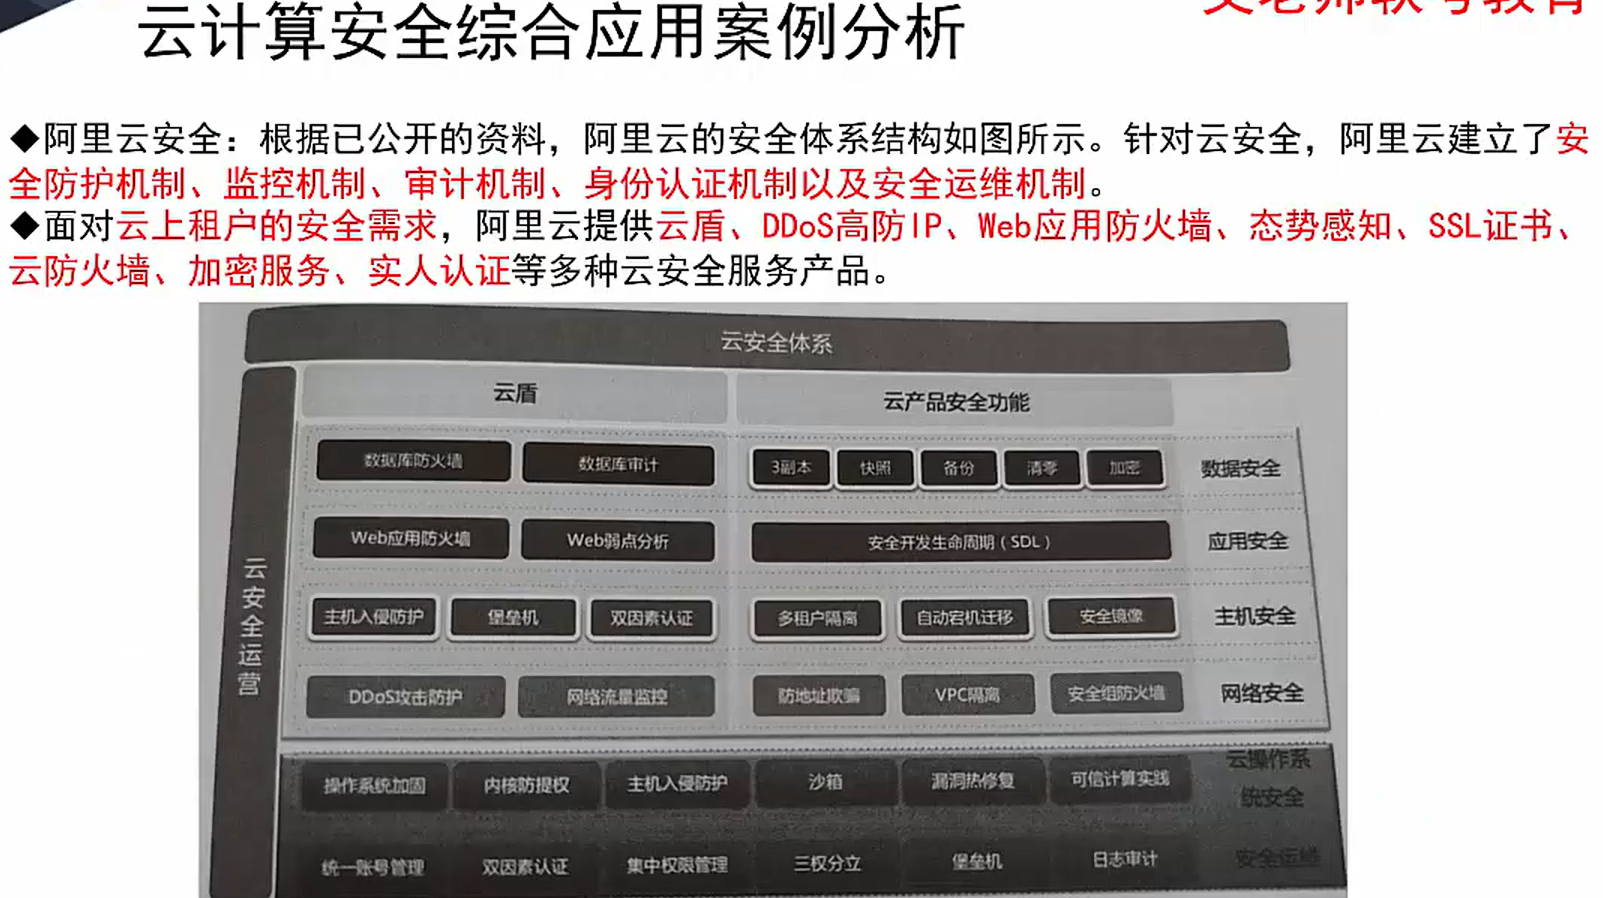 云计算安全综合应用案例分析
◆阿里云安全：根据已公开的资料，阿里云的安全体系结构如图所示。针对云安全，阿里云建立了安
全防护机制、监控机制、审计机制、身份认证机制以及安全运维机制。
◆面对云上租户的安全需求，阿里云提供云盾、DDoS高防IP、Web应用防火墙、态势感知、SSL证书、
云防火墙、加密服务、实人认证等多种云安全服务产品。
云安全体系
云安全运营
云盾 云产品安全功能
数据库防火墙 数据库审计 3副本 快照 备份 清零 加密 数据安全
Web应用防火墙 Web弱点分析 安全开发生命周期（SDL） 应用安全
主机入侵防护 堡垒机 双因素认证 多租户隔离 自动宕机迁移 安全镜像 主机安全
DDoS攻击防护 网络流量监控 防地址欺骗 VPC隔离 安全组防火墙 网络安全
操作系统加固 内核防提权 主机入侵防护 沙箱 漏洞热修复 可信计算实践 云操作系
统安全
统一账号管理 双因素认证 集中权限管理 三权分立 堡垒机 日志审计 安全运维